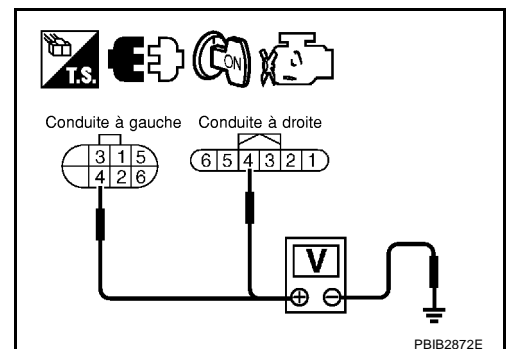 T.S.
ON
Conduite à gauche Conduite à droite
3 1 5
4 2 6
6 5 4 3 2 1
V
+ −
PBIB2872E